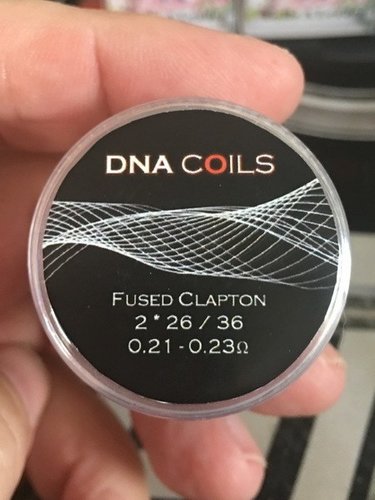 DNA COILS
FUSED CLAPTON
2 * 26 / 36
0.21 - 0.23Ω